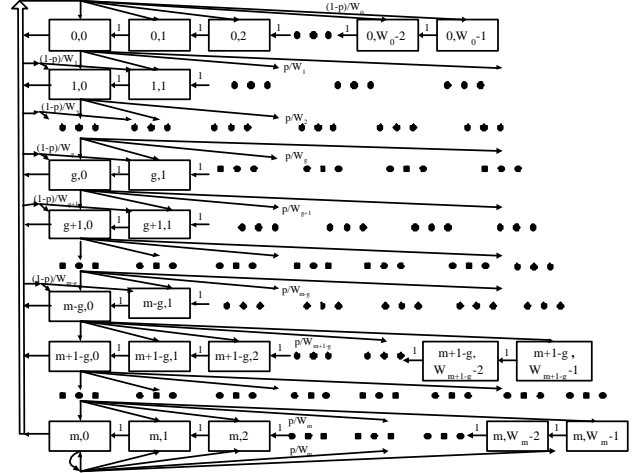 (1-p)/W0
0,0 1 0,1 1 0,2 1 1 0,W0-2 1 0,W0-1
(1-p)/W1 p/W1
1,0 1 1,1 1
(1-p)/W p/W2
(1-p)/Wg p/Wg
g,0 1 g,1 1
(1-p)/Wg+1 p/Wg+1
g+1,0 1 g+1,1 1
(1-p)/Wm-g p/Wm-g
m-g,0 1 m-g,1 1
p/Wm+1-g
m+1-g,0 1 m+1-g,1 1 m+1-g,2 1 1 m+1-g, 1 m+1-g ,
Wm+1-g-2 Wm+1-g-1
p/Wm
m,0 1 m,1 1 m,2 1 1 m,Wm-2 1 m,Wm-1
p/Wm